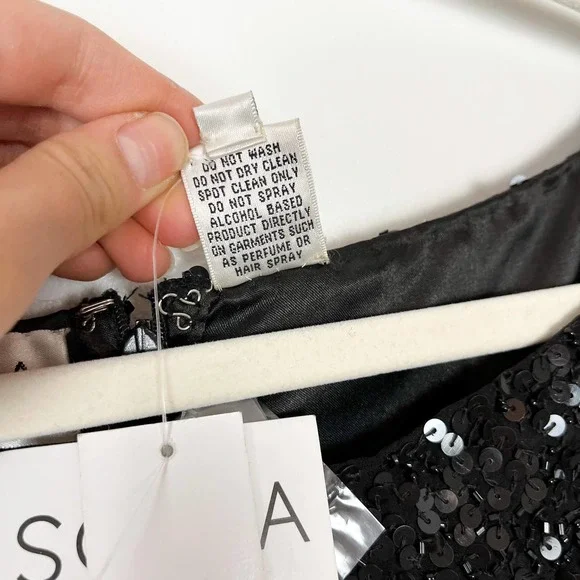 DO NOT WASH
DO NOT DRY CLEAN
SPOT CLEAN ONLY
DO NOT SPRAY
ALCOHOL BASED
PRODUCT DIRECTLY
ON GARMENTS SUCH
AS PERFUME OR
HAIR SPRAY